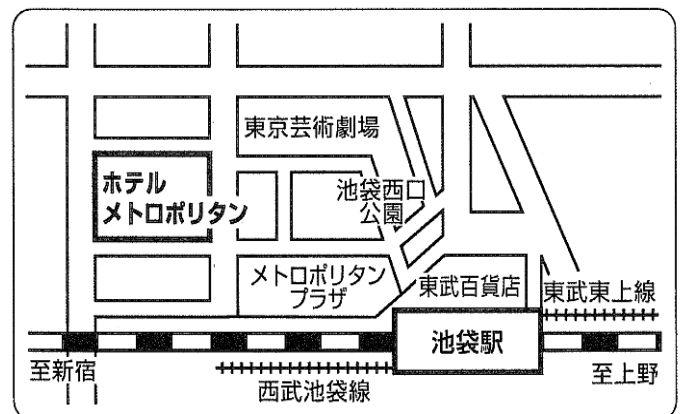 東京芸術劇場
ホテル
メトロポリタン
池袋西口
公園
メトロポリタン
プラザ
東武百貨店
東武東上線
池袋駅
至新宿
西武池袋線
至上野